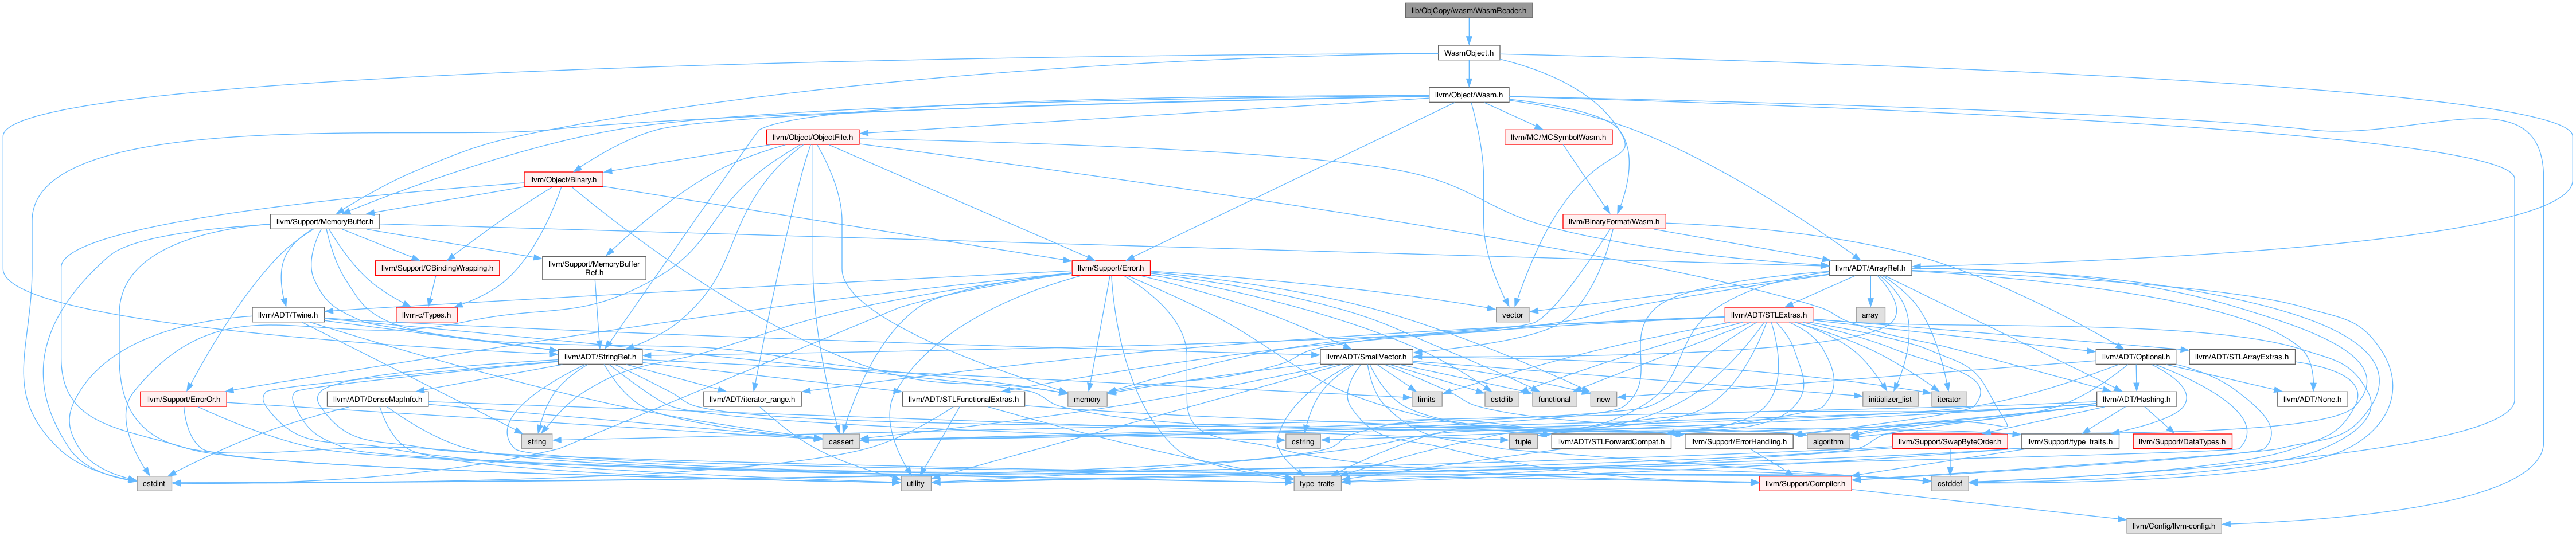 lib/ObjCopy/wasm/WasmReader.h
WasmObject.h
llvm/Object/Wasm.h
llvm/Object/ObjectFile.h
llvm/MC/MCSymbolWasm.h
llvm/Object/Binary.h
llvm/Support/MemoryBuffer.h
llvm/BinaryFormat/Wasm.h
llvm/Support/CBindingWrapping.h
llvm/Support/MemoryBuffer
Ref.h
llvm/Support/Error.h
llvm/ADT/ArrayRef.h
llvm/ADT/Twine.h
llvm-c/Types.h
vector
llvm/ADT/STLExtras.h
array
llvm/ADT/StringRef.h
llvm/ADT/SmallVector.h
llvm/ADT/Optional.h
llvm/ADT/STLArrayExtras.h
llvm/Support/ErrorOr.h
llvm/ADT/DenseMapInfo.h
llvm/ADT/iterator_range.h
memory
llvm/ADT/STLFunctionalExtras.h
limits
cstdlib
functional
new
initializer_list
iterator
llvm/ADT/Hashing.h
llvm/ADT/None.h
string
cassert
cstring
tuple
llvm/ADT/STLForwardCompat.h
llvm/Support/ErrorHandling.h
algorithm
llvm/Support/SwapByteOrder.h
llvm/Support/type_traits.h
llvm/Support/DataTypes.h
cstdint
utility
type_traits
llvm/Support/Compiler.h
cstddef
llvm/Config/llvm-config.h